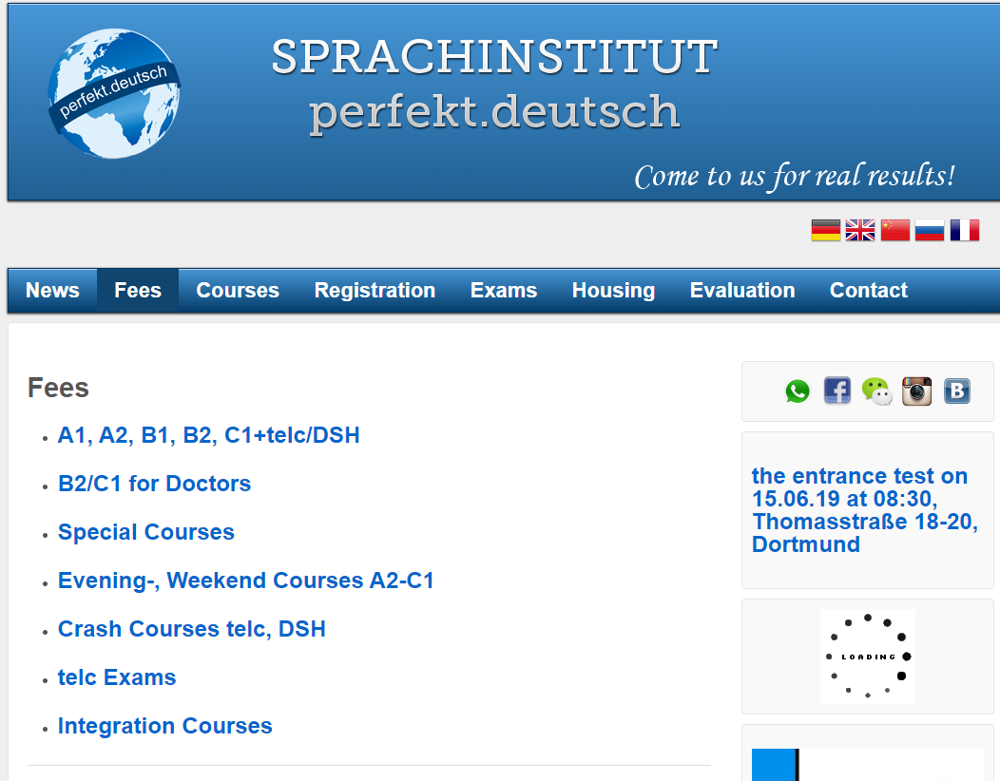 perfekt.deutsch
SPRACHINSTITUT
perfekt.deutsch
Come to us for real results!
News Fees Courses Registration Exams Housing Evaluation Contact
Fees
A1, A2, B1, B2, C1+telc/DSH
B2/C1 for Doctors
Special Courses
Evening-, Weekend Courses A2-C1
Crash Courses telc, DSH
telc Exams
Integration Courses
the entrance test on
15.06.19 at 08:30,
Thomasstraße 18-20,
Dortmund
LOADING